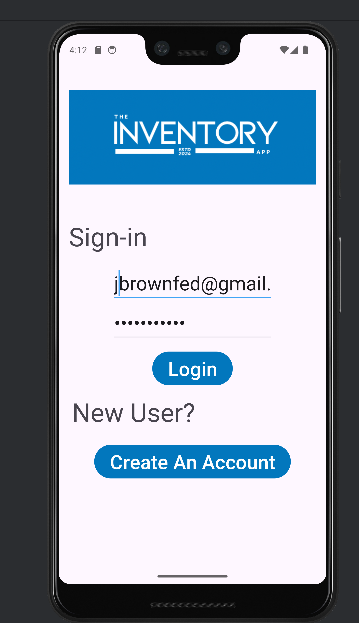 4:12
THE
INVENTORY
ESTD
2024
APP
Sign-in
jbrownfed@gmail.
•••••••••••
Login
New User?
Create An Account